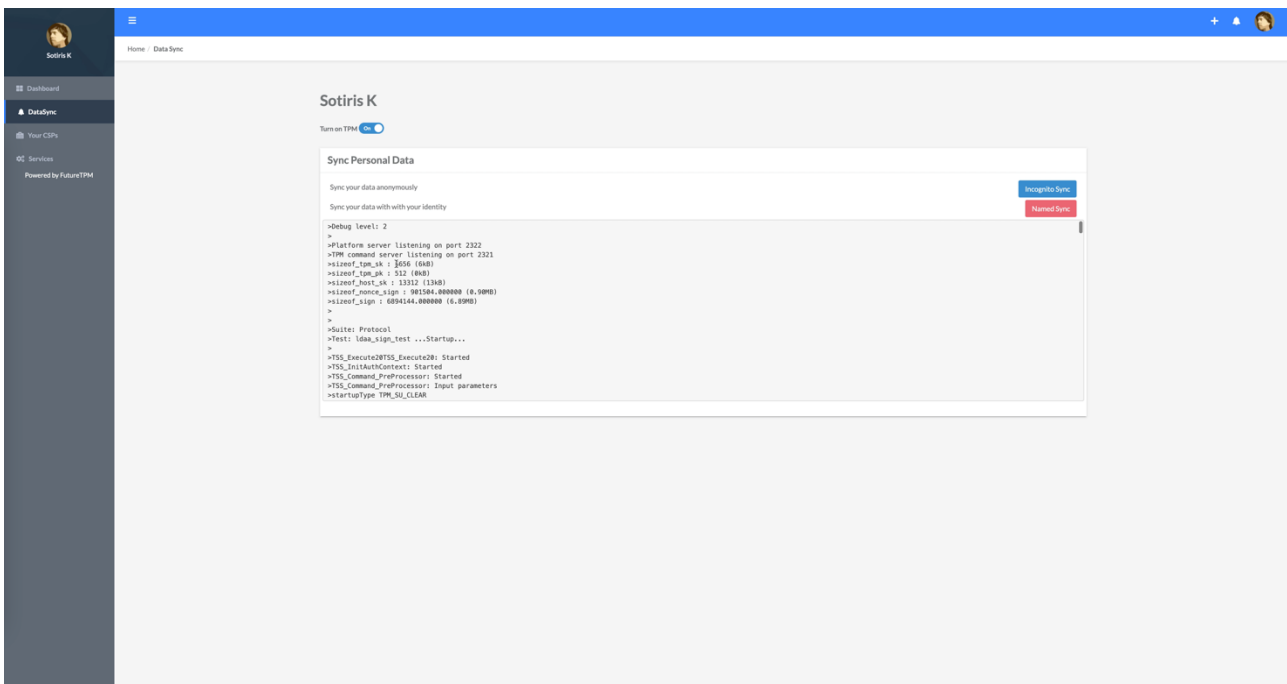 Sotiris K
Home / Data Sync
Dashboard
DataSync
Your CSPs
Services
Powered by FutureTPM
Sotiris K
Turn on TPM On
Sync Personal Data
Sync your data anonymously
Incognito Sync
Sync your data with with your identity
Named Sync
>Debug level: 2
>
>Platform server listening on port 2322
>TPM command server listening on port 2321
>sizeof_tpm_sk : 656 (6kB)
>sizeof_tpm_pk : 512 (0kB)
>sizeof_host_sk : 13312 (13kB)
>sizeof_nonce_sign : 901504.000000 (0.90MB)
>sizeof_sign : 6894144.000000 (6.89MB)
>
>
>Suite: Protocol
>Test: ldaa_sign_test ...Startup...
>
>TSS_Execute20TSS_Execute20: Started
>TSS_InitAuthContext: Started
>TSS_Command_PreProcessor: Started
>TSS_Command_PreProcessor: Input parameters
>startupType TPM_SU_CLEAR